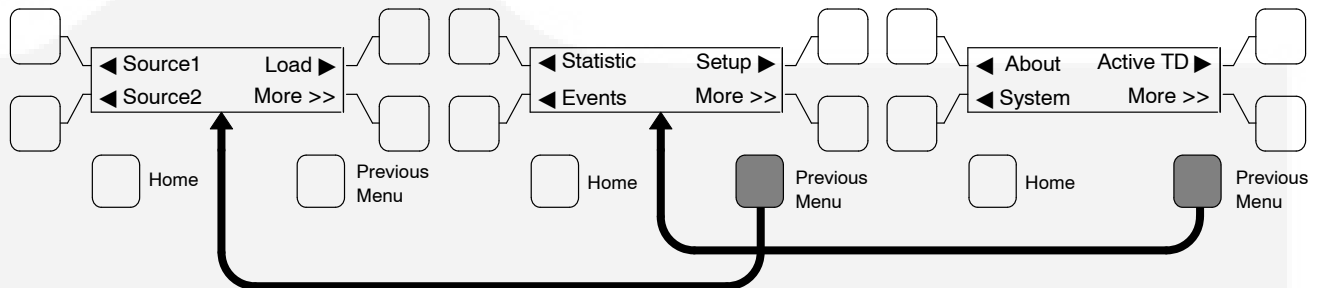 ◀ Source1 Load ▶
◀ Source2 More >>
Home
Previous
Menu
◀ Statistic Setup ▶
◀ Events More >>
Home
Previous
Menu
◀ About Active TD ▶
◀ System More >>
Home
Previous
Menu